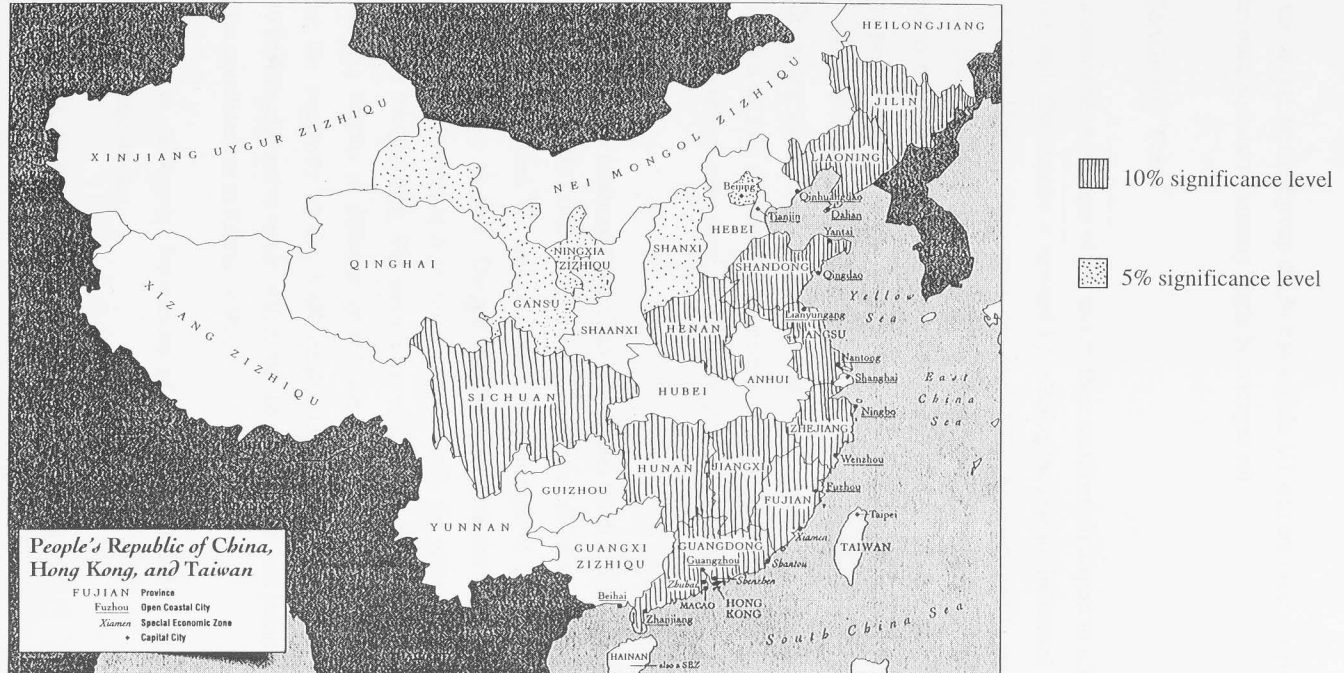 HEILONGJIANG
JILIN
XINJIANG UYGUR ZIZHIQU
NEI MONGOL ZIZHIQU
LIAONING
10% significance level
Beijing
Qinhuangdao
Tianjin
Dalian
HEBEI
Yantai
SHANXI
NINGXIA
ZIZHIQU
QINGHAI
SHANDONG
Qingdao
5% significance level
Yellow
Sea
GANSU
Lianyungang
XIZANG ZIZHIQU
SHAANXI
HENAN
JIANGSU
Nantong
Shanghai
East
China
Sea
ANHUI
HUBEI
SICHUAN
Ningbo
ZHEJIANG
Wenzhou
HUNAN
JIANGXI
Fuzhou
GUIZHOU
FUJIAN
Taipei
YUNNAN
Xiamen
TAIWAN
GUANGXI
ZIZHIQU
GUANGDONG
Guangzhou
Shantou
Shenzhen
Zhuhai
Beihai
MACAO
HONG
KONG
Zhanjiang
South China Sea
HAINAN
also a SEZ
People's Republic of China,
Hong Kong, and Taiwan
FUJIAN Province
Fuzhou Open Coastal City
Xiamen Special Economic Zone
Capital City